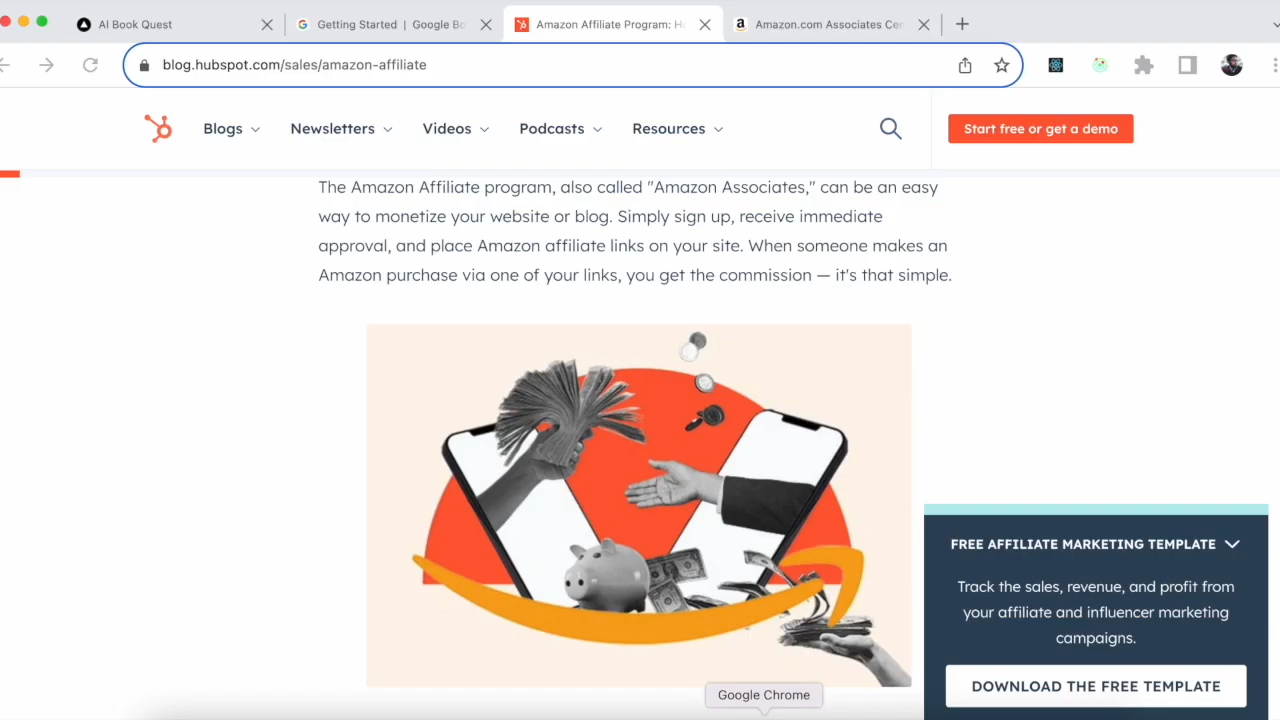 AI Book Quest
Getting Started | Google Bo
Amazon Affiliate Program: H
Amazon.com Associates Cen
blog.hubspot.com/sales/amazon-affiliate
Blogs
Newsletters
Videos
Podcasts
Resources
Start free or get a demo
The Amazon Affiliate program, also called "Amazon Associates," can be an easy
way to monetize your website or blog. Simply sign up, receive immediate
approval, and place Amazon affiliate links on your site. When someone makes an
Amazon purchase via one of your links, you get the commission — it's that simple.
FREE AFFILIATE MARKETING TEMPLATE
Track the sales, revenue, and profit from
your affiliate and influencer marketing
campaigns.
DOWNLOAD THE FREE TEMPLATE
Google Chrome